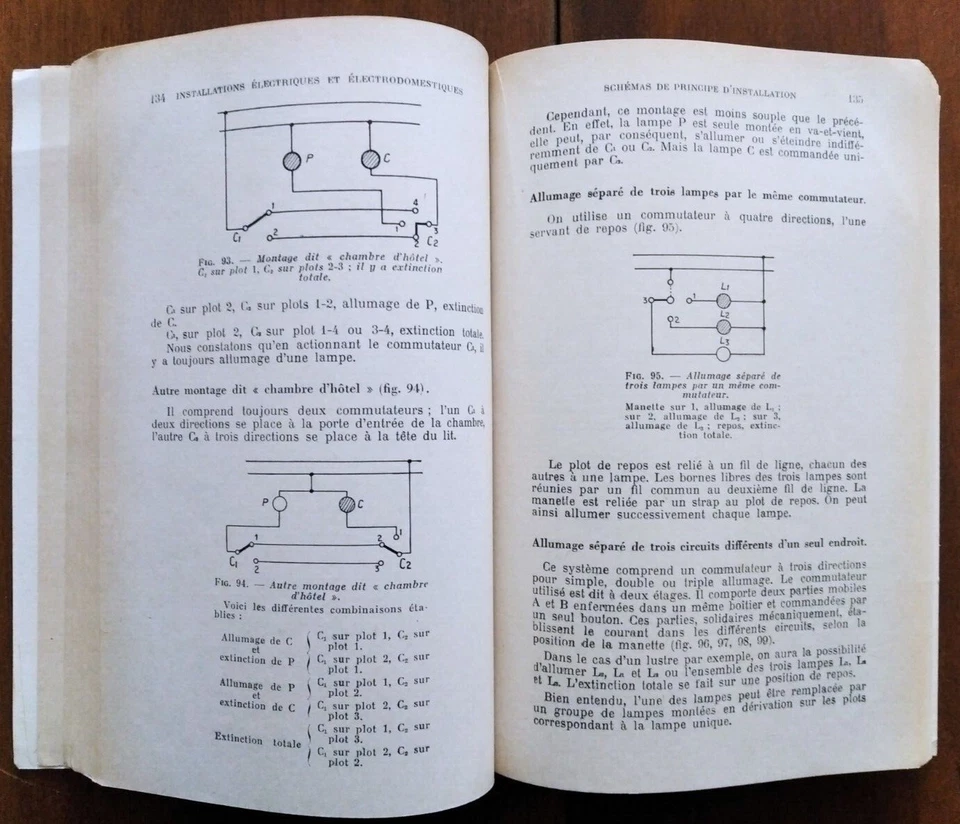 134 INSTALLATIONS ÉLECTRIQUES ET ÉLECTRODOMESTIQUES
P
C
1
4
C1
2
1
3
2 C2
FIG. 93. — Montage dit « chambre d'hôtel ».
C1 sur plot 1, C2 sur plots 2-3 ; il y a extinction
totale.
C1 sur plot 2, C2 sur plots 1-2, allumage de P, extinction
de C.
C1, sur plot 2, C2 sur plot 1-4 ou 3-4, extinction totale.
Nous constatons qu'en actionnant le commutateur C1, il
y a toujours allumage d'une lampe.
Autre montage dit « chambre d'hôtel » (fig. 94).
Il comprend toujours deux commutateurs ; l'un C1 à
deux directions se place à la porte d'entrée de la chambre,
l'autre C2 à trois directions se place à la tête du lit.
P
C
1
2
1
C1
2
3
C2
FIG. 94. — Autre montage dit « chambre
d'hôtel ».
Voici les différentes combinaisons éta-
blies :
Allumage de C
et
extinction de P
C1 sur plot 1, C2 sur
plot 1.
C1 sur plot 2, C2 sur
plot 1.
Allumage de P
et
extinction de C
C1 sur plot 1, C2 sur
plot 2.
C1 sur plot 2, C2 sur
plot 3.
Extinction totale
C1 sur plot 1, C2 sur
plot 3.
C1 sur plot 2, C2 sur
plot 2.
SCHÉMAS DE PRINCIPE D'INSTALLATION 135
Cependant, ce montage est moins souple que le précé-
dent. En effet, la lampe P est seule montée en va-et-vient,
elle peut, par conséquent, s'allumer ou s'éteindre indiffé-
remment de C1 ou C2. Mais la lampe C est commandée uni-
quement par C2.
Allumage séparé de trois lampes par le même commutateur.
On utilise un commutateur à quatre directions, l'une
servant de repos (fig. 95).
L1
3
1
L2
2
L3
FIG. 95. — Allumage séparé de
trois lampes par un même com-
mutateur.
Manette sur 1, allumage de L1 ;
sur 2, allumage de L2 ; sur 3,
allumage de L3 ; repos, extinc-
tion totale.
Le plot de repos est relié à un fil de ligne, chacun des
autres à une lampe. Les bornes libres des trois lampes sont
réunies par un fil commun au deuxième fil de ligne. La
manette est reliée par un strap au plot de repos. On peut
ainsi allumer successivement chaque lampe.
Allumage séparé de trois circuits différents d'un seul endroit.
Ce système comprend un commutateur à trois directions
pour simple, double ou triple allumage. Le commutateur
utilisé est dit à deux étages. Il comporte deux parties mobiles
A et B enfermées dans un même boîtier et commandées par
un seul bouton. Ces parties, solidaires mécaniquement, éta-
blissent le courant dans les différents circuits, selon la
position de la manette (fig. 96, 97, 98, 99).
Dans le cas d'un lustre par exemple, on aura la possibilité
d'allumer et ou l'ensemble des trois lampes
et L'extinction totale se fait sur une position de repos.
Bien entendu, l'une des lampes peut être remplacée par
un groupe de lampes montées en dérivation sur les plots
correspondant à la lampe unique.